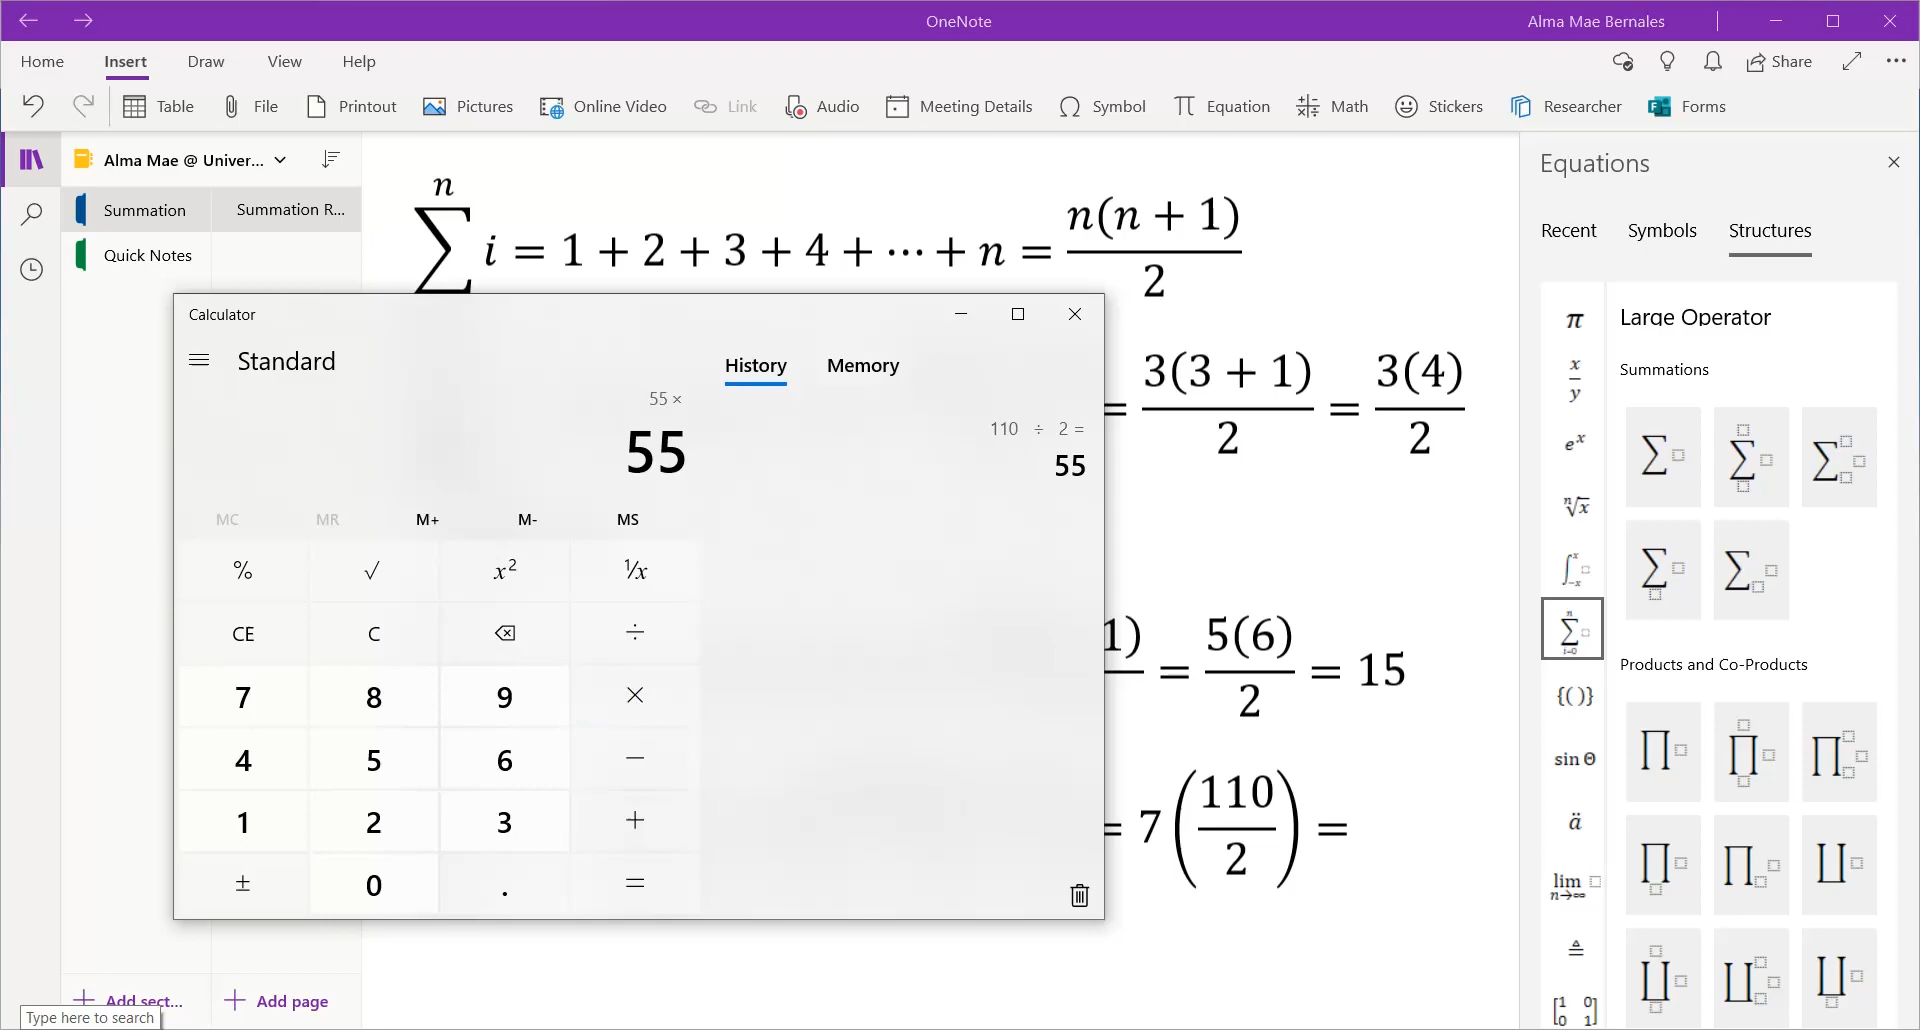 OneNote
Alma Mae Bernales
Home Insert Draw View Help
Share
Table File Printout Pictures Online Video Link Audio Meeting Details Symbol Equation Math Stickers Researcher Forms
Alma Mae @ Univer...
Summation
Summation R...
Quick Notes
n
∑ i = 1 + 2 + 3 + 4 + ⋯ + n = n(n + 1)
2
= 3(3 + 1) = 3(4)
2 2
1) = 5(6) = 15
2
= 7 (110) =
2
Calculator
Standard
History Memory
55 ×
55
110 ÷ 2 =
55
MC MR M+ M- MS
% √ x² ¹/x
CE C ÷
7 8 9 ×
4 5 6 −
1 2 3 +
± 0 . =
Add sect...
Add page
Type here to search
Equations
Recent Symbols Structures
π
x
y
eˣ
ⁿ√x
∫ x
-x
n
∑
i=0
{( )}
sin Θ
ä
lim
n→∞
≜
[1 0
0 1]
Large Operator
Summations
∑ ∑ ∑
∑ ∑
Products and Co-Products
∏ ∏ ∏
∏ ∏ ∐
∐ ∐ ∐